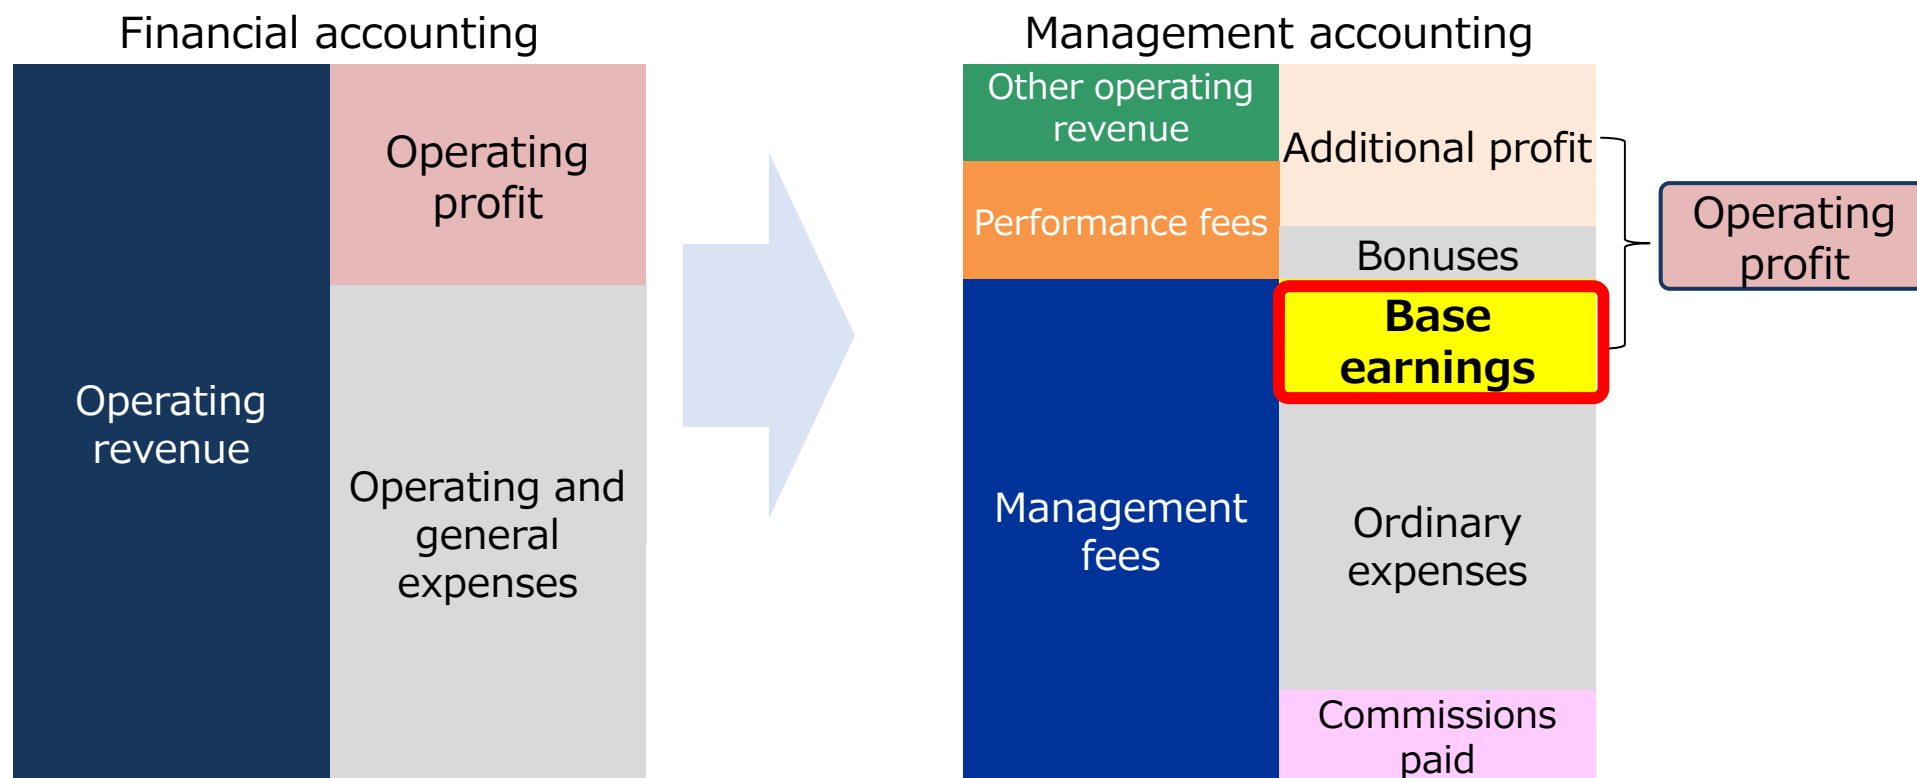 Financial accounting
Operating
revenue
Operating
profit
Operating and
general
expenses
Management accounting
Other operating
revenue
Performance fees
Management
fees
Additional profit
Bonuses
Base
earnings
Ordinary
expenses
Commissions
paid
Operating
profit